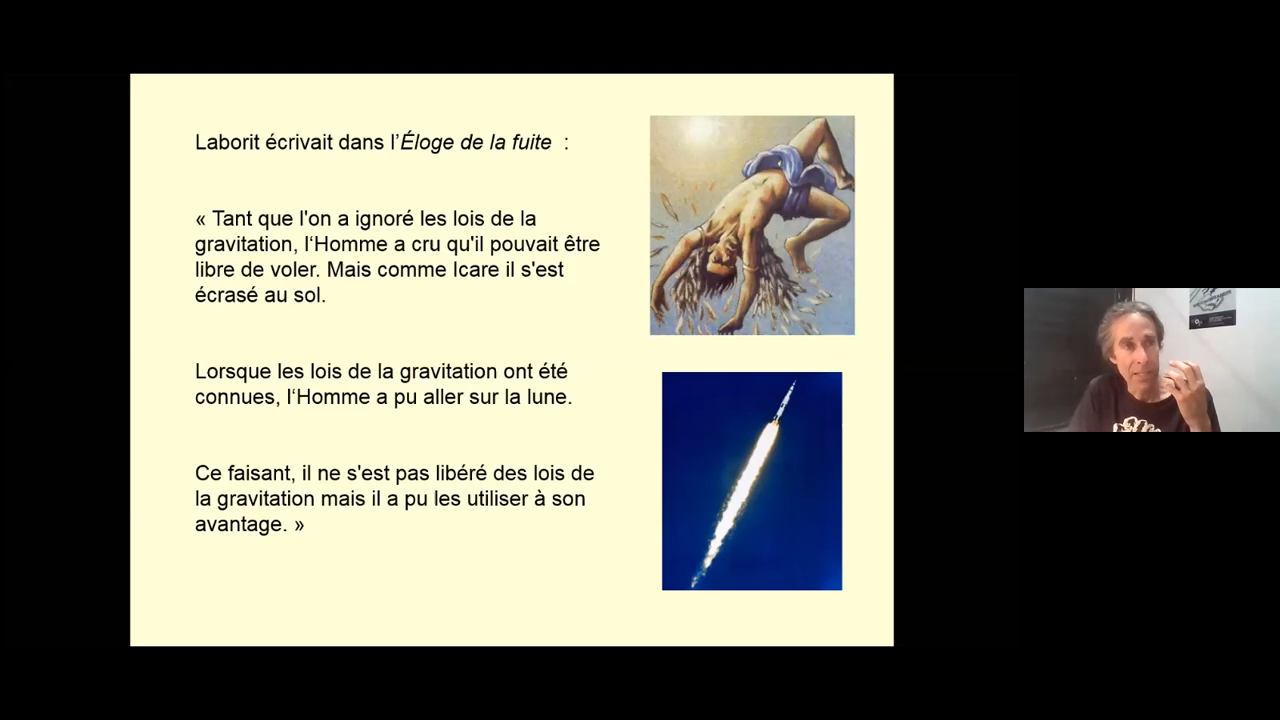 Laborit écrivait dans l’Éloge de la fuite :
« Tant que l'on a ignoré les lois de la
gravitation, l‘Homme a cru qu'il pouvait être
libre de voler. Mais comme Icare il s'est
écrasé au sol.
Lorsque les lois de la gravitation ont été
connues, l‘Homme a pu aller sur la lune.
Ce faisant, il ne s'est pas libéré des lois de
la gravitation mais il a pu les utiliser à son
avantage. »